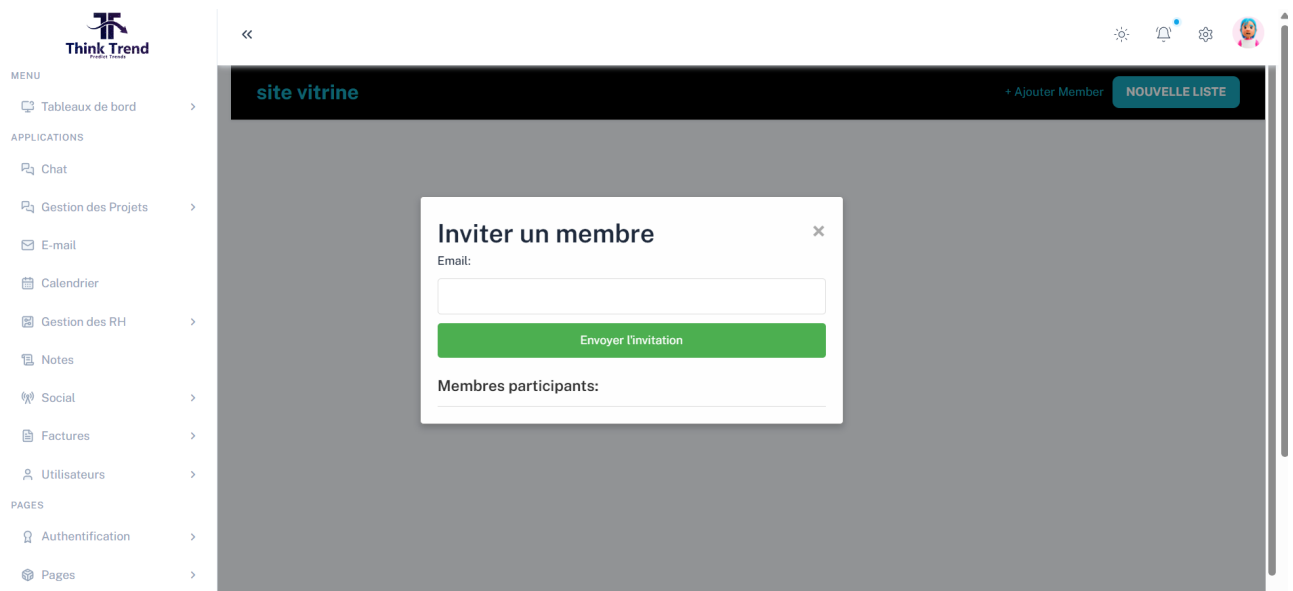 Think Trend
Predict Trends
MENU
Tableaux de bord
APPLICATIONS
Chat
Gestion des Projets
E-mail
Calendrier
Gestion des RH
Notes
Social
Factures
Utilisateurs
PAGES
Authentification
Pages
site vitrine
+ Ajouter Member
NOUVELLE LISTE
Inviter un membre
Email:
Envoyer l'invitation
Membres participants: